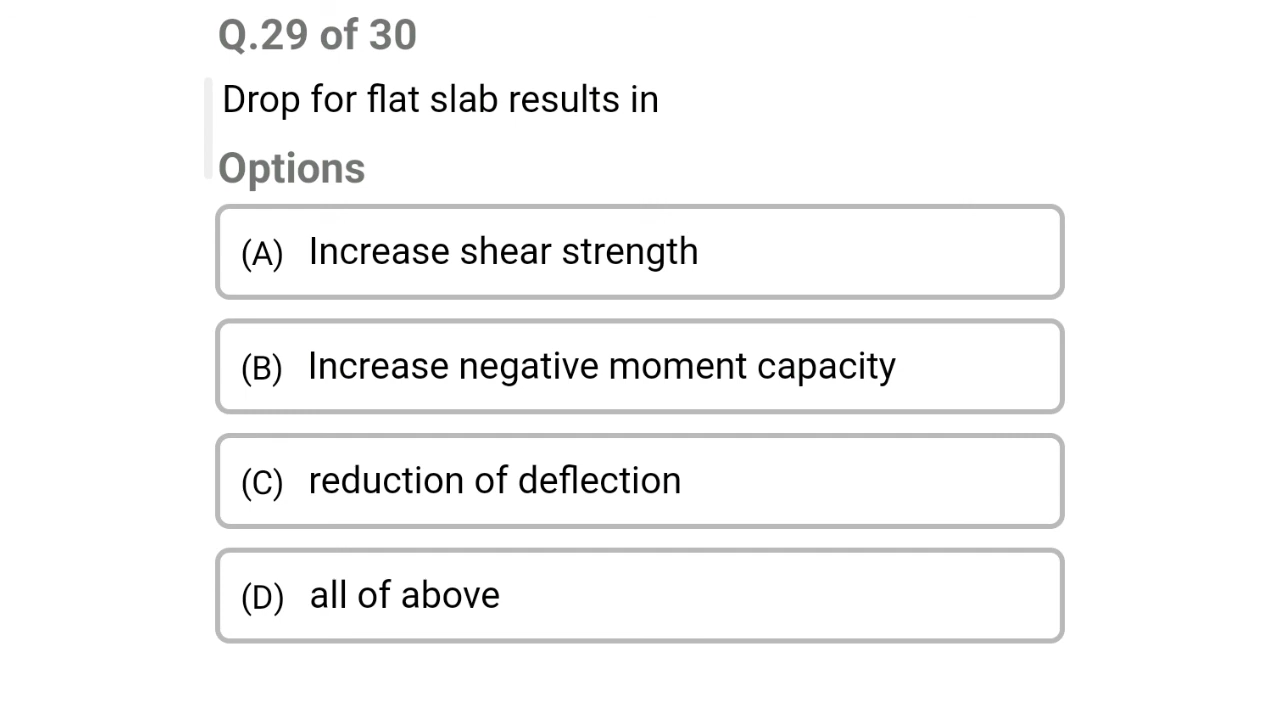 Q.29 of 30
Drop for flat slab results in
Options
(A) Increase shear strength
(B) Increase negative moment capacity
(C) reduction of deflection
(D) all of above